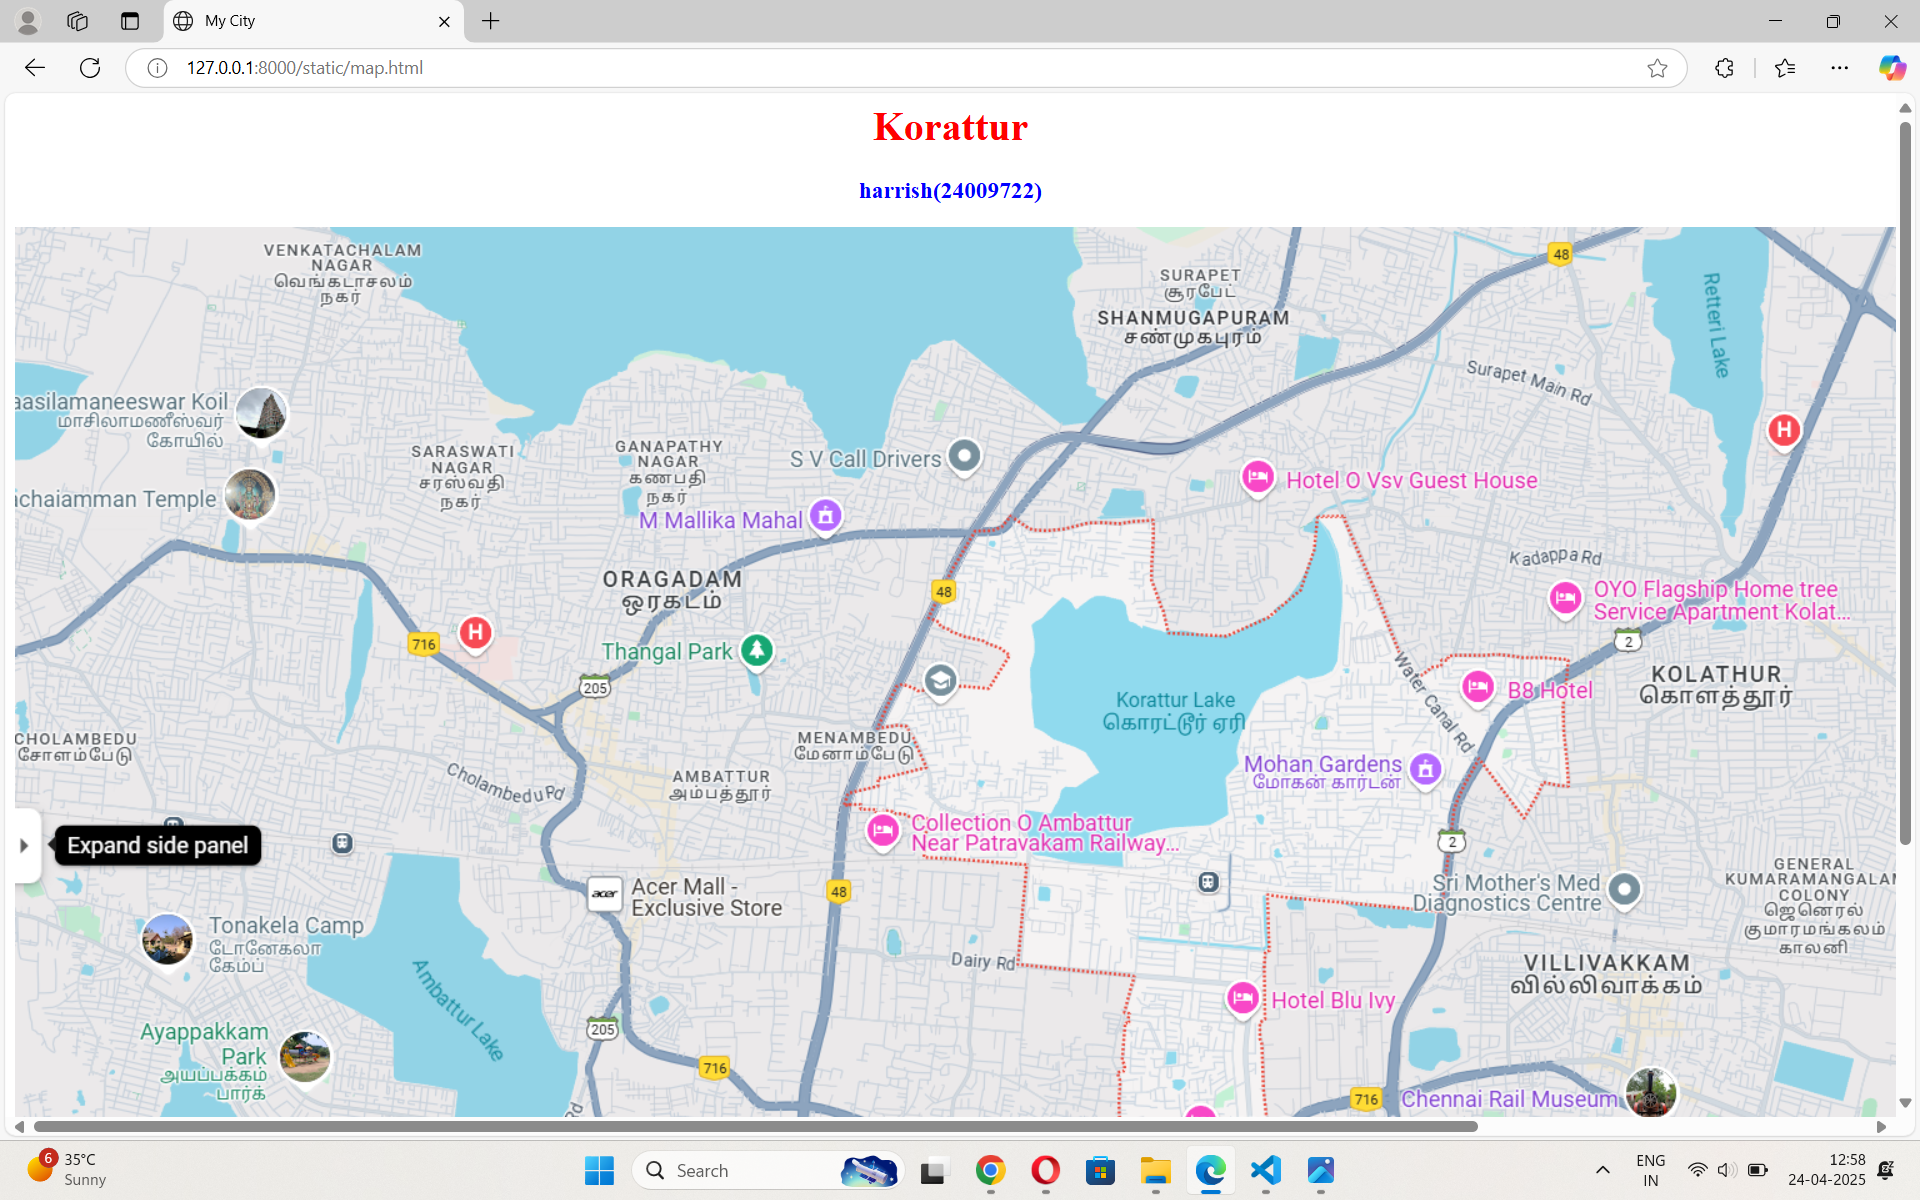 My City
127.0.0.1:8000/static/map.html
Korattur
harrish(24009722)
VENKATACHALAM
NAGAR
வெங்கடாசலம்
நகர்
SURAPET
சூரபேட்
SHANMUGAPURAM
சண்முகபுரம்
48
Retteri Lake
Surapet Main Rd
aasilamaneeswar Koil
மாசிலாமணீஸ்வர்
கோயில்
H
SARASWATI
NAGAR
சரஸ்வதி
நகர்
GANAPATHY
NAGAR
கணபதி
நகர்
S V Call Drivers
Hotel O Vsv Guest House
chaiamman Temple
M Mallika Mahal
Kadappa Rd
ORAGADAM
ஒரகடம்
48
OYO Flagship Home tree
Service Apartment Kolat...
H
716
Thangal Park
2
205
Water Canal Rd
B8 Hotel
KOLATHUR
கொளத்தூர்
Korattur Lake
கொரட்டூர் ஏரி
CHOLAMBEDU
சோளம்பேடு
MENAMBEDU
மேனாம்பேடு
Mohan Gardens
மோகன் கார்டன்
Cholambedu Rd
AMBATTUR
அம்பத்தூர்
Collection O Ambattur
Near Patravakam Railway...
2
Expand side panel
GENERAL
KUMARAMANGALAM
COLONY
ஜெனெரல்
குமாரமங்கலம்
காலனி
acer
Acer Mall -
Exclusive Store
48
Sri Mother's Med
Diagnostics Centre
Tonakela Camp
டோனேகலா
கேம்ப்
Dairy Rd
VILLIVAKKAM
வில்லிவாக்கம்
Ambattur Lake
Hotel Blu Ivy
205
Ayappakkam
Park
அயப்பக்கம்
பார்க்
716
Rd
716
Chennai Rail Museum
6
35°C
Sunny
Search
ENG
IN
12:58
24-04-2025